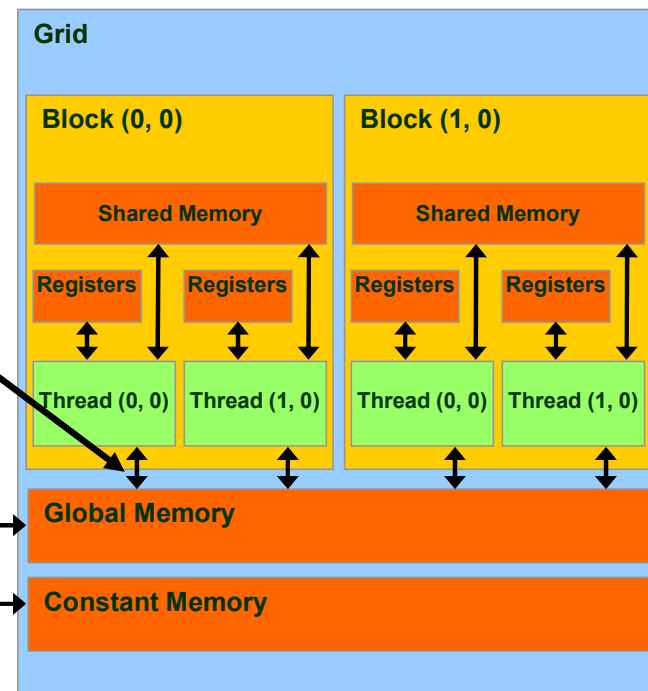 Grid
Block (0, 0)
Block (1, 0)
Shared Memory
Shared Memory
Registers
Registers
Registers
Registers
Thread (0, 0)
Thread (1, 0)
Thread (0, 0)
Thread (1, 0)
Global Memory
Constant Memory